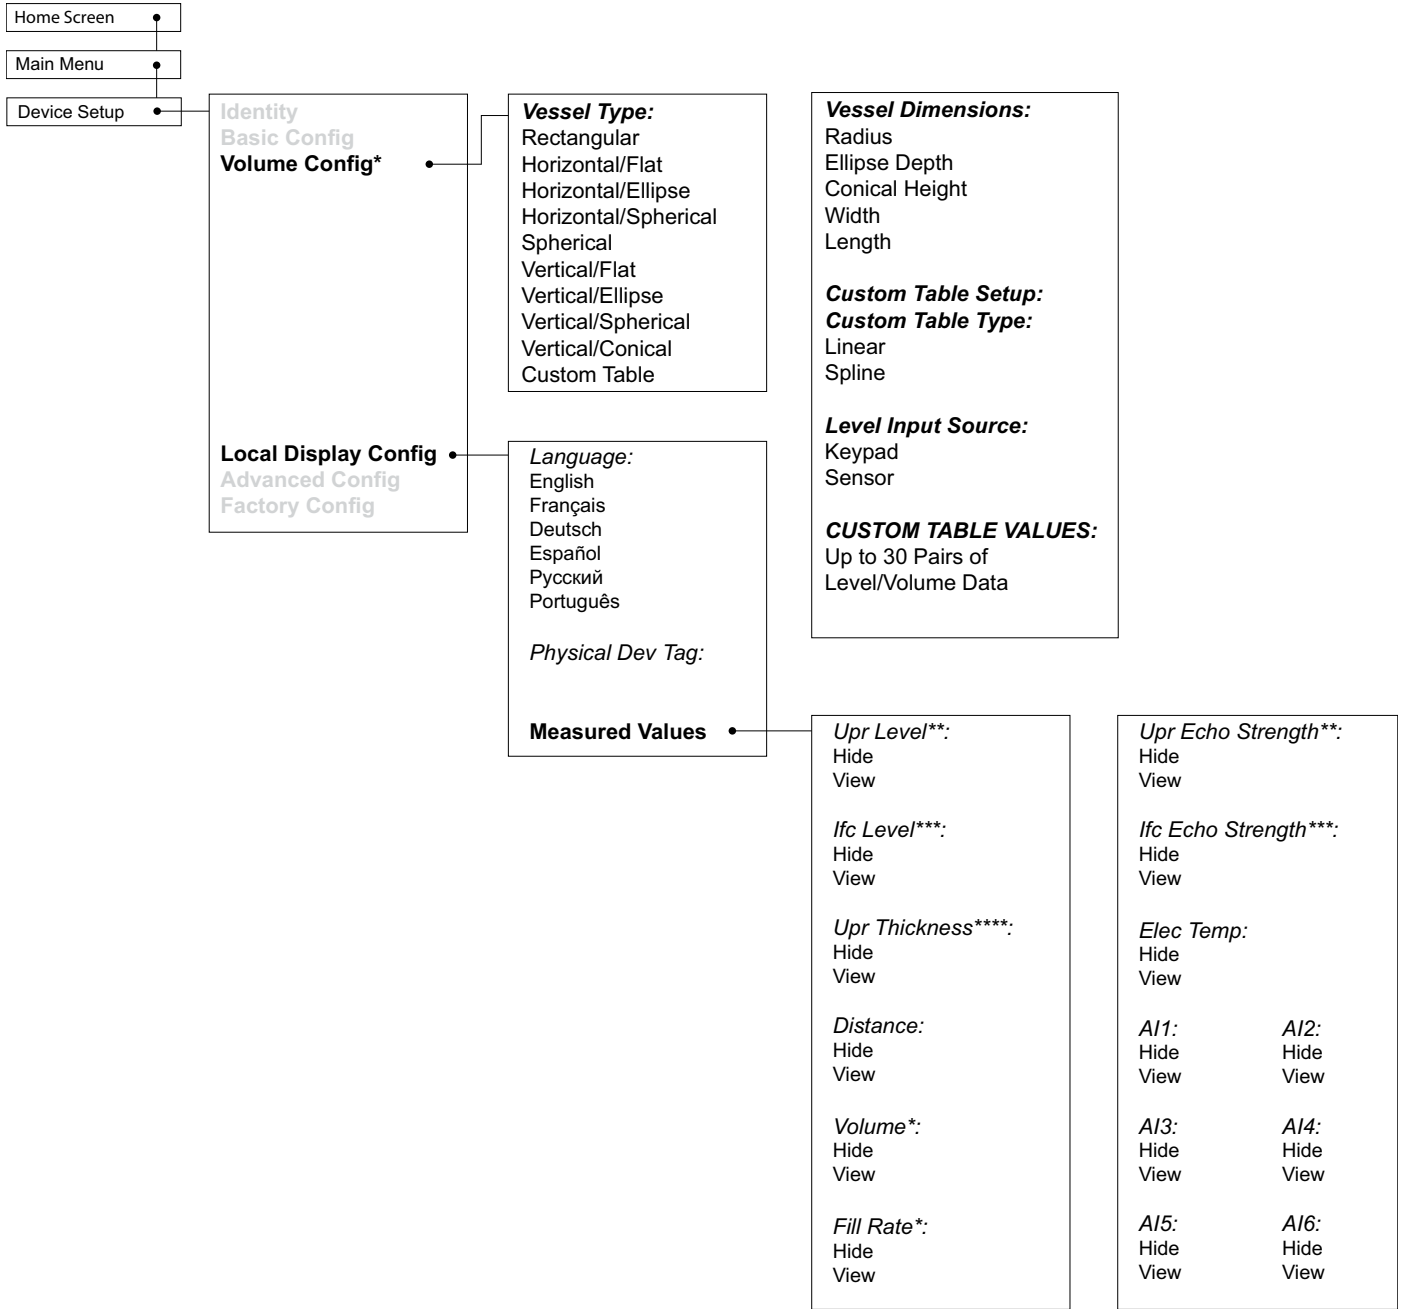 Home Screen
Main Menu
Device Setup
Identity
Basic Config
Volume Config*
Local Display Config
Advanced Config
Factory Config
Vessel Type:
Rectangular
Horizontal/Flat
Horizontal/Ellipse
Horizontal/Spherical
Spherical
Vertical/Flat
Vertical/Ellipse
Vertical/Spherical
Vertical/Conical
Custom Table
Vessel Dimensions:
Radius
Ellipse Depth
Conical Height
Width
Length
Custom Table Setup:
Custom Table Type:
Linear
Spline
Level Input Source:
Keypad
Sensor
CUSTOM TABLE VALUES:
Up to 30 Pairs of
Level/Volume Data
Language:
English
Français
Deutsch
Español
Русский
Português
Physical Dev Tag:
Measured Values
Upr Level**:
Hide
View
Ifc Level***:
Hide
View
Upr Thickness****:
Hide
View
Distance:
Hide
View
Volume*:
Hide
View
Fill Rate*:
Hide
View
Upr Echo Strength**:
Hide
View
Ifc Echo Strength***:
Hide
View
Elec Temp:
Hide
View
AI1: AI2:
Hide Hide
View View
AI3: AI4:
Hide Hide
View View
AI5: AI6:
Hide Hide
View View